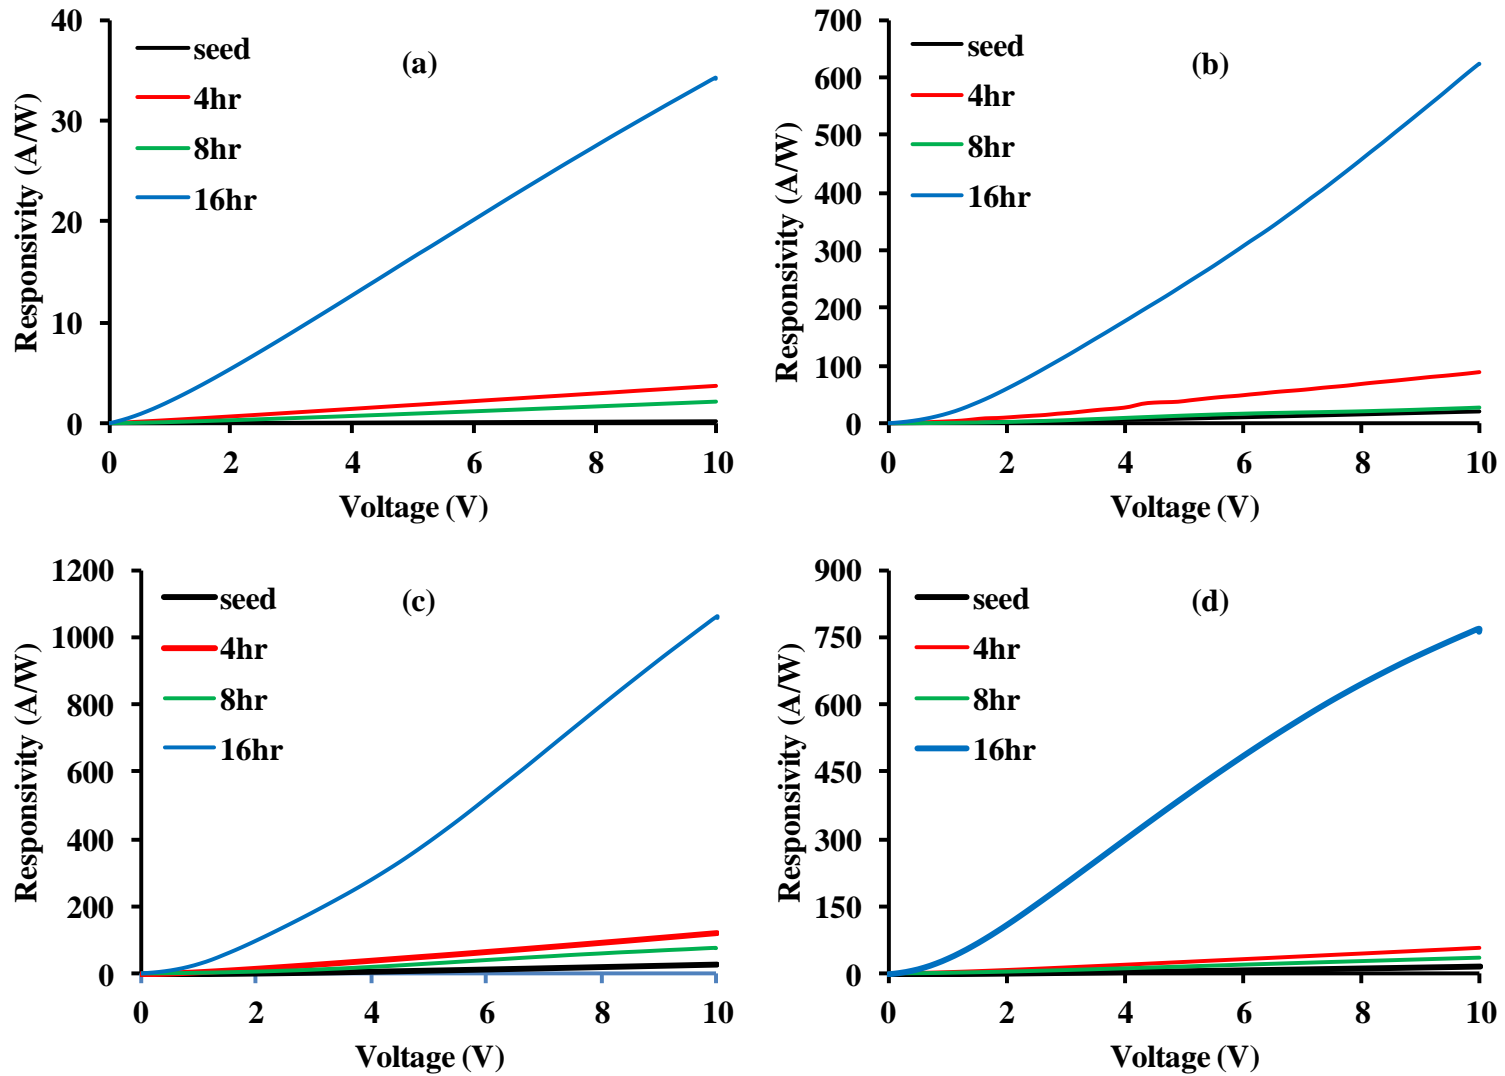 40
30
20
10
0
0 2 4 6 8 10
Responsivity (A/W)
Voltage (V)
seed
4hr
8hr
16hr
(a)
700
600
500
400
300
200
100
0
0 2 4 6 8 10
Responsivity (A/W)
Voltage (V)
seed
4hr
8hr
16hr
(b)
1200
1000
800
600
400
200
0
0 2 4 6 8 10
Responsivity (A/W)
Voltage (V)
seed
4hr
8hr
16hr
(c)
900
750
600
450
300
150
0
0 2 4 6 8 10
Responsivity (A/W)
Voltage (V)
seed
4hr
8hr
16hr
(d)